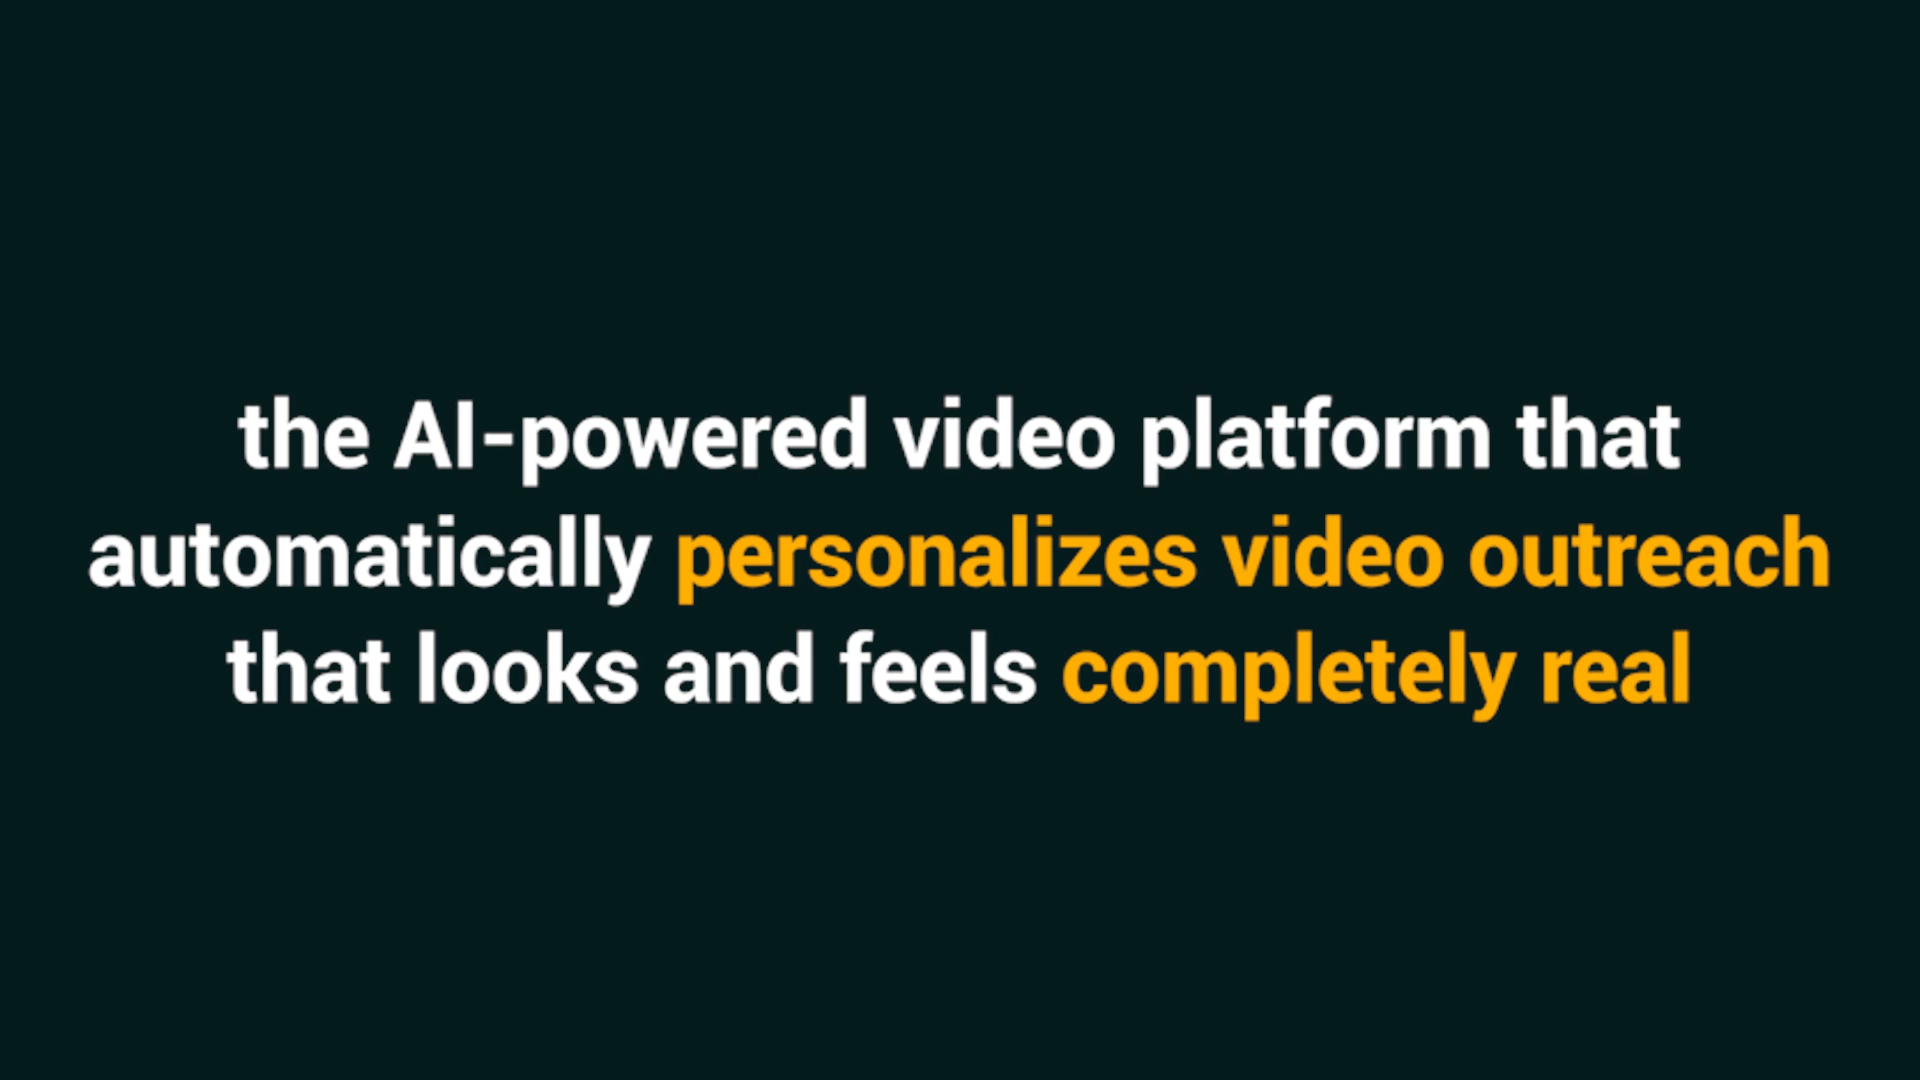 the AI-powered video platform that
automatically personalizes video outreach
that looks and feels completely real